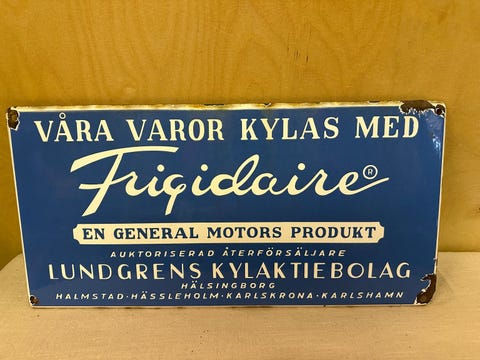 VÅRA VAROR KYLAS MED
Frigidaire ®
EN GENERAL MOTORS PRODUKT
AUKTORISERAD ÅTERFÖRSÄLJARE
LUNDGRENS KYLAKTIEBOLAG
HÄLSINGBORG
HALMSTAD·HÄSSLEHOLM·KARLSKRONA·KARLSHAMN